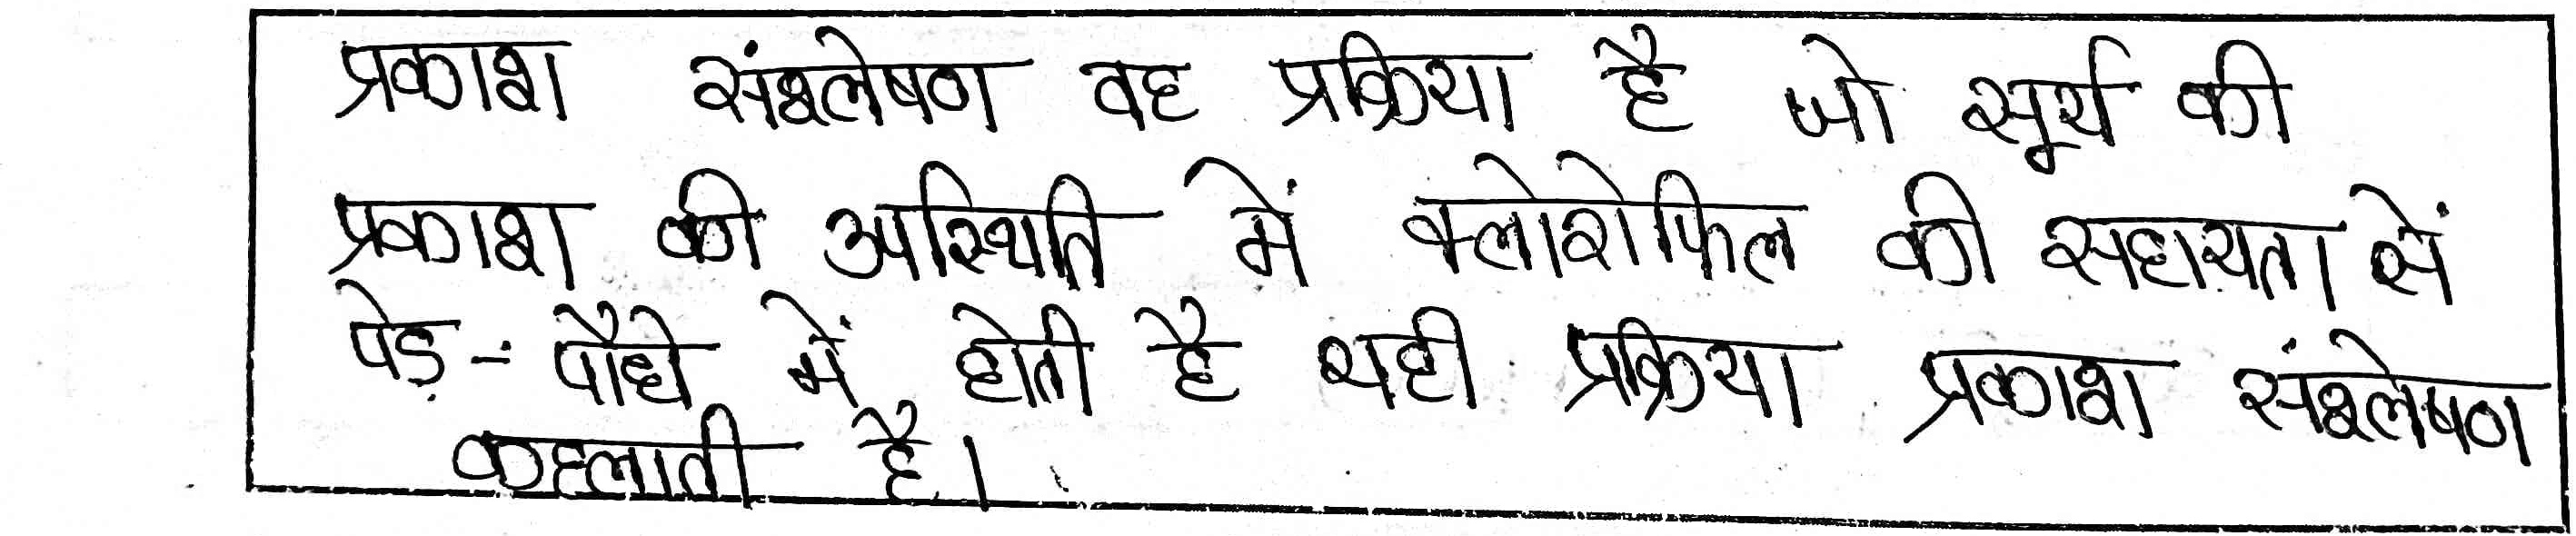 प्रकाश संश्लेषण वह प्रक्रिया है जो सूर्य की
प्रकाश की उपस्थिति में क्लोरोफिल की सहायता सें
पेड़ - पौधे में होती है यही प्रक्रिया प्रकाश संश्लेषण
कहलाती है।